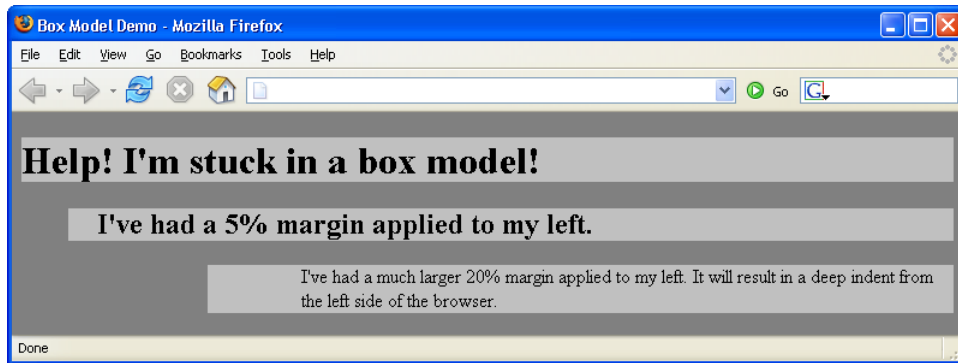 Box Model Demo - Mozilla Firefox
File Edit View Go Bookmarks Tools Help
Go G
Help! I'm stuck in a box model!
I've had a 5% margin applied to my left.
I've had a much larger 20% margin applied to my left. It will result in a deep indent from
the left side of the browser.
Done